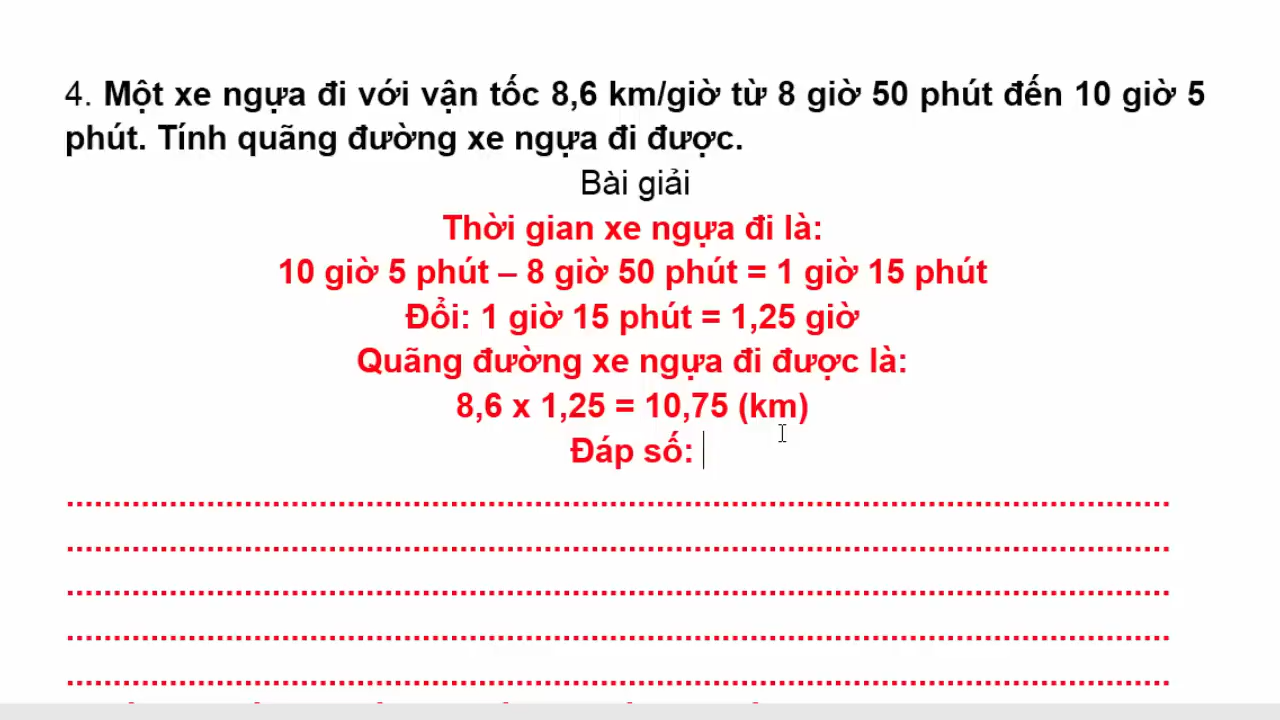 4. Một xe ngựa đi với vận tốc 8,6 km/giờ từ 8 giờ 50 phút đến 10 giờ 5
phút. Tính quãng đường xe ngựa đi được.
Bài giải
Thời gian xe ngựa đi là:
10 giờ 5 phút – 8 giờ 50 phút = 1 giờ 15 phút
Đổi: 1 giờ 15 phút = 1,25 giờ
Quãng đường xe ngựa đi được là:
8,6 x 1,25 = 10,75 (km)
Đáp số: